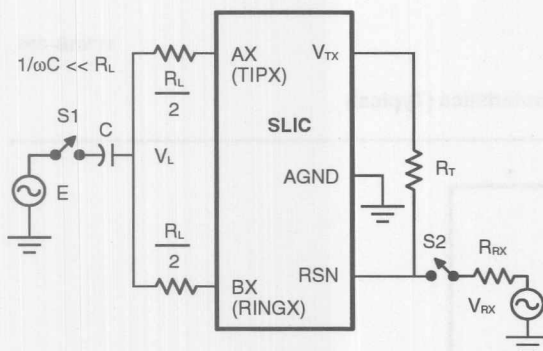 1/ωC << RL
S1
C
E
VL
RL
2
RL
2
AX
(TIPX)
SLIC
BX
(RINGX)
VTX
AGND
RSN
RT
S2
RRX
VRX